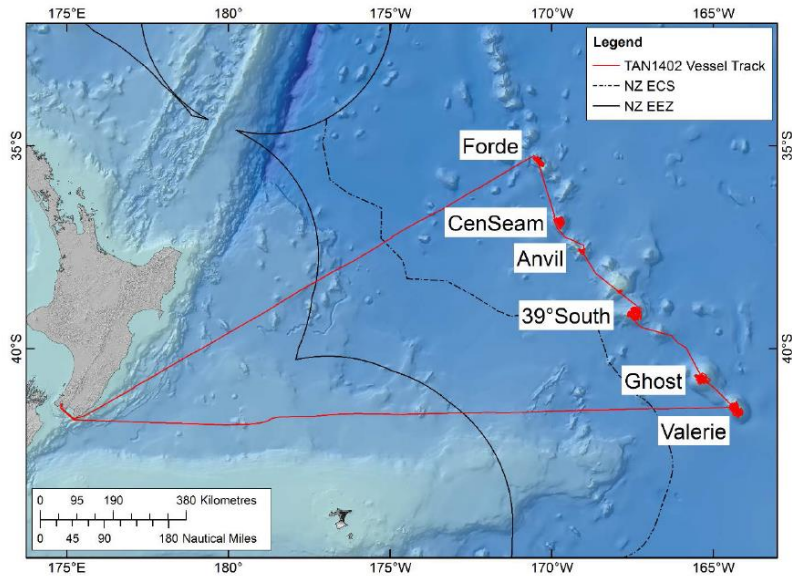 175°E 180° 175°W 170°W 165°W
Legend
TAN1402 Vessel Track
NZ ECS
NZ EEZ
35°S 35°S
Forde
CenSeam
Anvil
39°South
40°S 40°S
Ghost
Valerie
0 95 190 380 Kilometres
0 45 90 180 Nautical Miles
175°E 180° 175°W 170°W 165°W